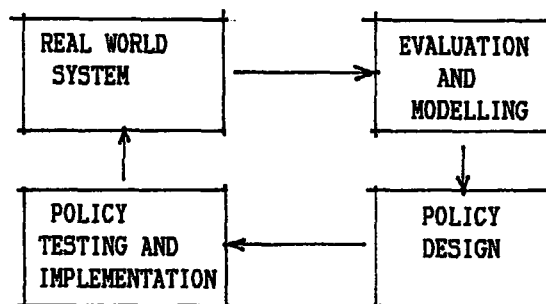 REAL WORLD
SYSTEM
EVALUATION
AND
MODELLING
POLICY
TESTING AND
IMPLEMENTATION
POLICY
DESIGN